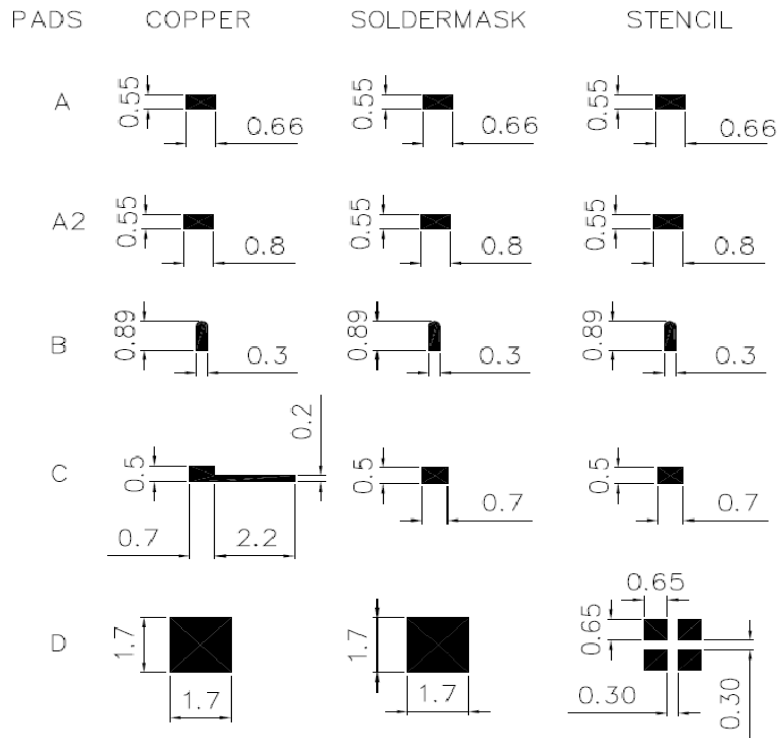 PADS COPPER SOLDERMASK STENCIL
A 0.55 0.66 0.55 0.66 0.55 0.66
A2 0.55 0.8 0.55 0.8 0.55 0.8
B 0.89 0.3 0.89 0.3 0.89 0.3
C 0.5 0.2 0.7 2.2 0.5 0.7 0.5 0.7
D 1.7 1.7 1.7 1.7 0.65 0.65 0.30 0.30